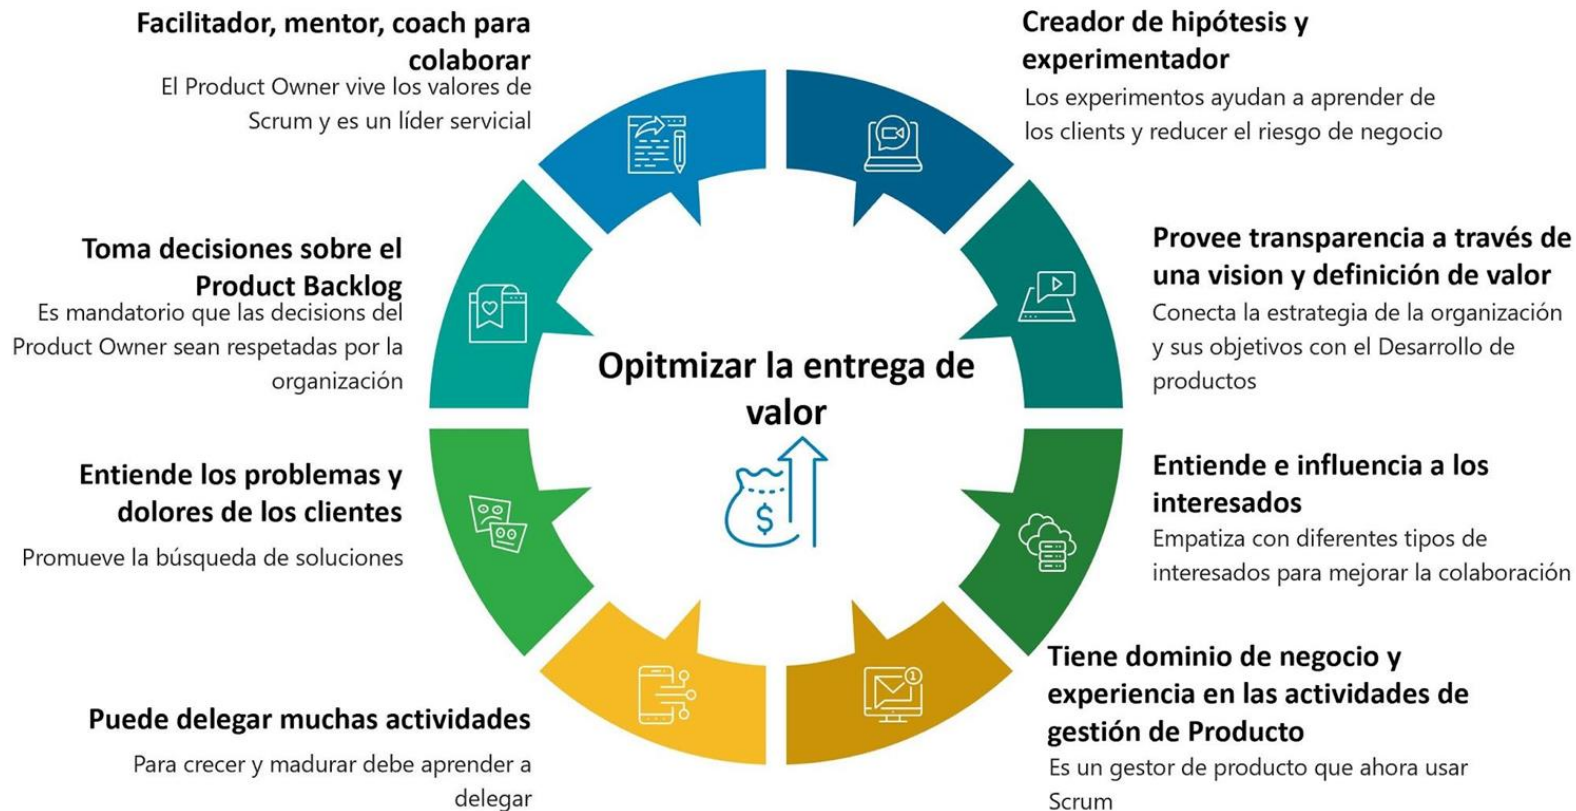 Facilitador, mentor, coach para
colaborar
El Product Owner vive los valores de
Scrum y es un líder servicial
Creador de hipótesis y
experimentador
Los experimentos ayudan a aprender de
los clients y reducer el riesgo de negocio
Toma decisiones sobre el
Product Backlog
Es mandatorio que las decisions del
Product Owner sean respetadas por la
organización
Provee transparencia a través de
una vision y definición de valor
Conecta la estrategia de la organización
y sus objetivos con el Desarrollo de
productos
Opitmizar la entrega de
valor
$
Entiende los problemas y
dolores de los clientes
Promueve la búsqueda de soluciones
Entiende e influencia a los
interesados
Empatiza con diferentes tipos de
interesados para mejorar la colaboración
Puede delegar muchas actividades
Para crecer y madurar debe aprender a
delegar
1
Tiene dominio de negocio y
experiencia en las actividades de
gestión de Producto
Es un gestor de producto que ahora usar
Scrum